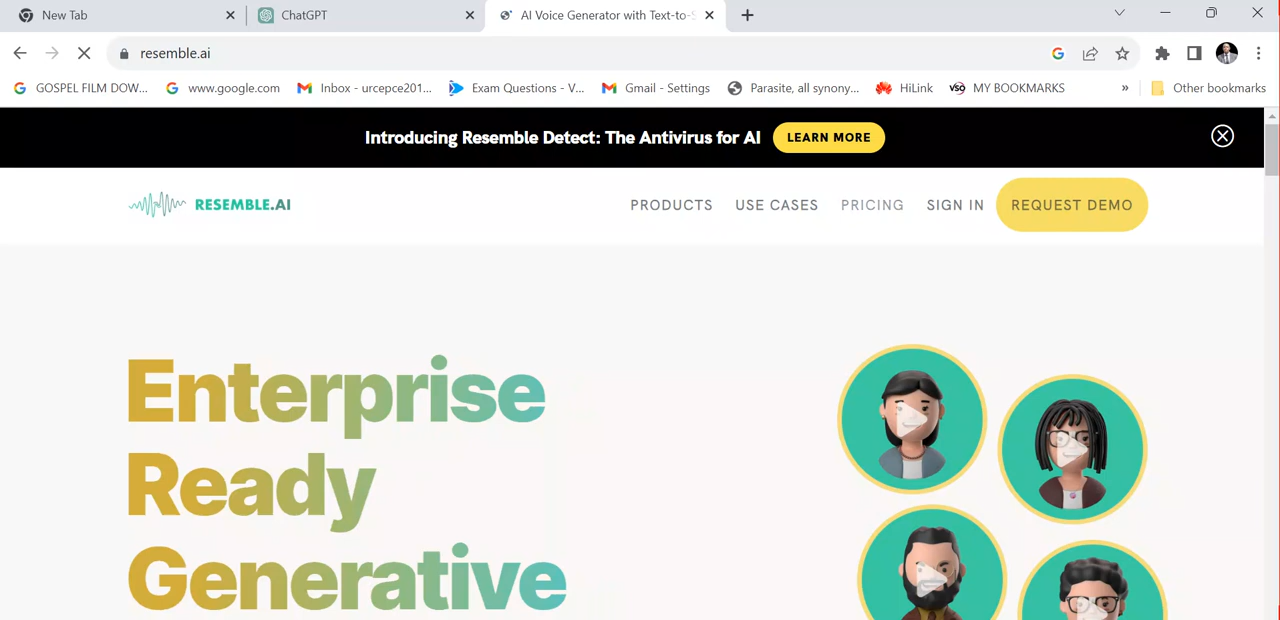 New Tab
ChatGPT
AI Voice Generator with Text-to-S
resemble.ai
GOSPEL FILM DOW...
www.google.com
Inbox - urcepce201...
Exam Questions - V...
Gmail - Settings
Parasite, all synony...
HiLink
VSO MY BOOKMARKS
»
Other bookmarks
Introducing Resemble Detect: The Antivirus for AI LEARN MORE
RESEMBLE.AI
PRODUCTS USE CASES PRICING SIGN IN REQUEST DEMO
Enterprise
Ready
Generative